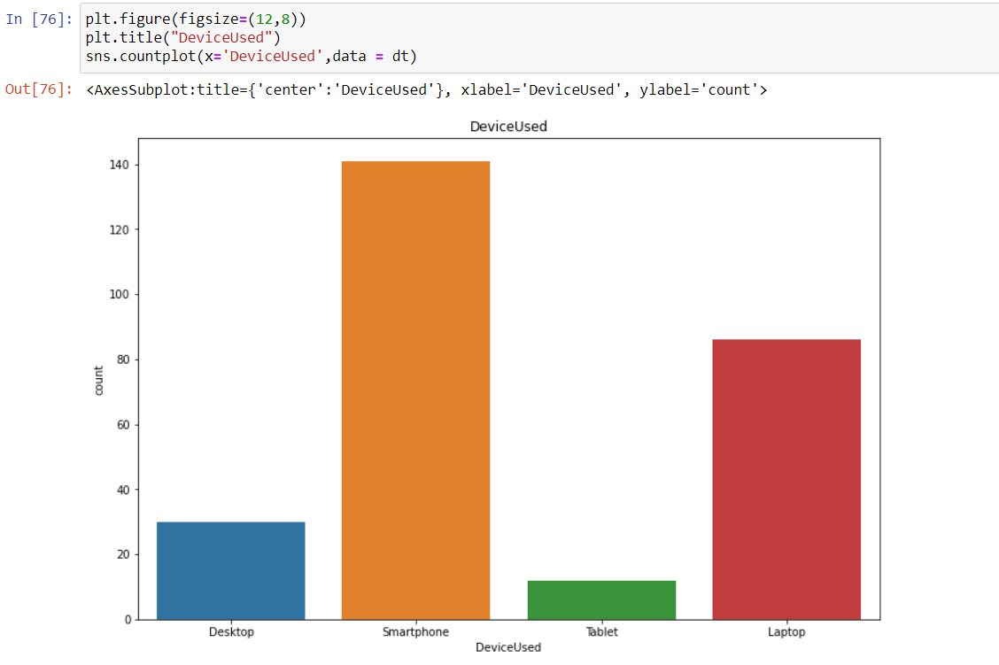 In [76]: plt.figure(figsize=(12,8))
plt.title("DeviceUsed")
sns.countplot(x='DeviceUsed',data = dt)
Out[76]: <AxesSubplot:title={'center':'DeviceUsed'}, xlabel='DeviceUsed', ylabel='count'>
DeviceUsed
140
120
100
80
60
40
20
0
count
Desktop Smartphone Tablet Laptop
DeviceUsed